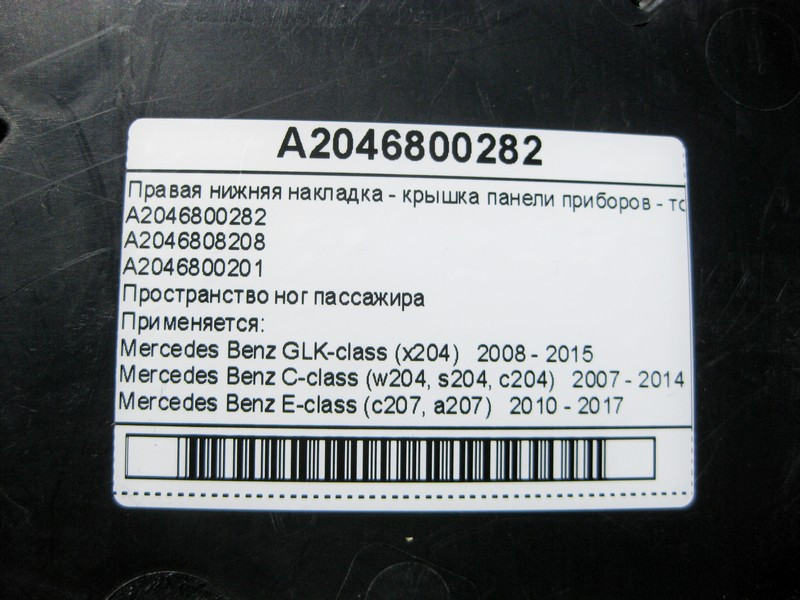 A2046800282
Правая нижняя накладка - крышка панели приборов -
A2046800282
A2046808208
A2046800201
Пространство ног пассажира
Применяется:
Mercedes Benz GLK-class (x204) 2008 - 2015
Mercedes Benz C-class (w204, s204, c204) 2007 - 2014
Mercedes Benz E-class (c207, a207) 2010 - 2017